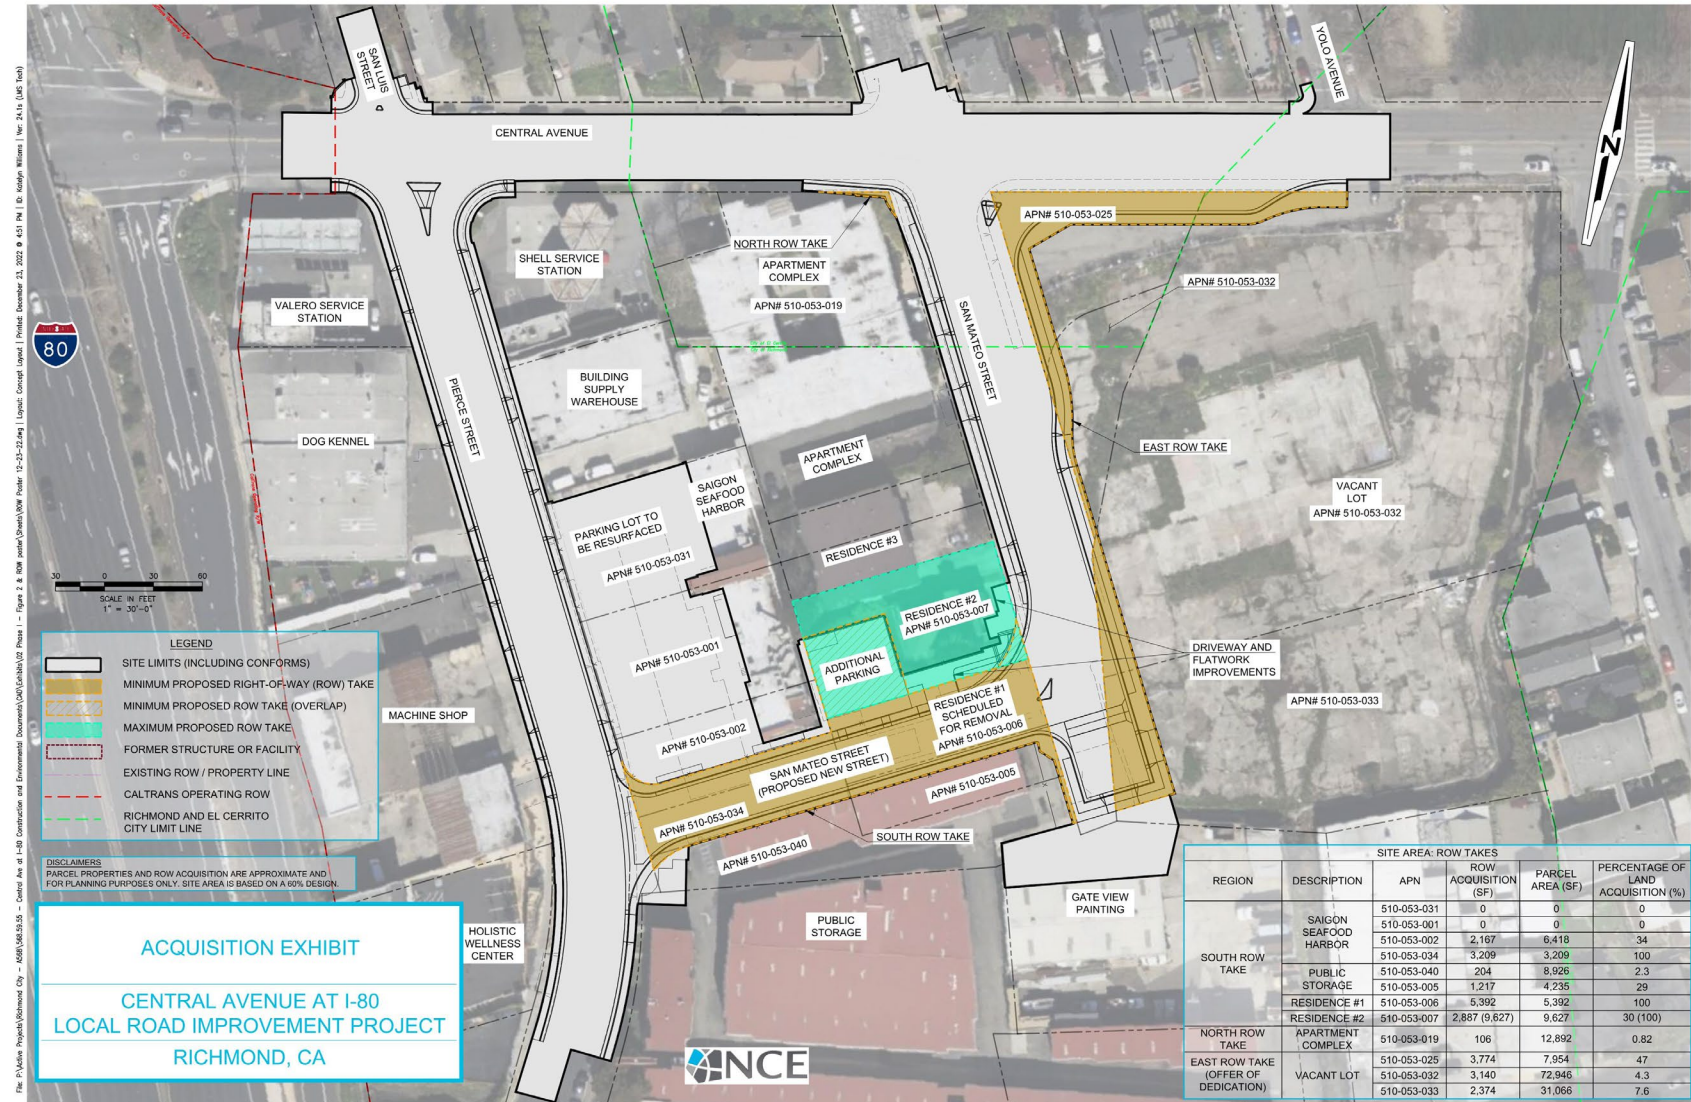 SAN LUIS
STREET
YOLO AVENUE
CENTRAL AVENUE
N
APN# 510-053-025
NORTH ROW TAKE
SHELL SERVICE
STATION
APARTMENT
COMPLEX
APN# 510-053-019
APN# 510-053-032
VALERO SERVICE
STATION
80
SAN MATEO STREET
PIERCE STREET
BUILDING
SUPPLY
WAREHOUSE
DOG KENNEL
APARTMENT
COMPLEX
EAST ROW TAKE
SAIGON
SEAFOOD
HARBOR
VACANT
LOT
APN# 510-053-032
PARKING LOT TO
BE RESURFACED
APN# 510-053-031
RESIDENCE #3
30 0 30 60
SCALE IN FEET
1" = 30'-0"
RESIDENCE #2
APN# 510-053-007
APN# 510-053-001
ADDITIONAL
PARKING
DRIVEWAY AND
FLATWORK
IMPROVEMENTS
APN# 510-053-033
RESIDENCE #1
SCHEDULED
FOR REMOVAL
APN# 510-053-006
MACHINE SHOP
APN# 510-053-002
SAN MATEO STREET
(PROPOSED NEW STREET)
APN# 510-053-005
APN# 510-053-034
SOUTH ROW TAKE
APN# 510-053-040
GATE VIEW
PAINTING
PUBLIC
STORAGE
HOLISTIC
WELLNESS
CENTER
LEGEND
SITE LIMITS (INCLUDING CONFORMS)
MINIMUM PROPOSED RIGHT-OF-WAY (ROW) TAKE
MINIMUM PROPOSED ROW TAKE (OVERLAP)
MAXIMUM PROPOSED ROW TAKE
FORMER STRUCTURE OR FACILITY
EXISTING ROW / PROPERTY LINE
CALTRANS OPERATING ROW
RICHMOND AND EL CERRITO
CITY LIMIT LINE
DISCLAIMERS
PARCEL PROPERTIES AND ROW ACQUISITION ARE APPROXIMATE AND
FOR PLANNING PURPOSES ONLY. SITE AREA IS BASED ON A 60% DESIGN.
ACQUISITION EXHIBIT
CENTRAL AVENUE AT I-80
LOCAL ROAD IMPROVEMENT PROJECT
RICHMOND, CA
NCE
SITE AREA: ROW TAKES
REGION DESCRIPTION APN ROW ACQUISITION (SF) PARCEL AREA (SF) PERCENTAGE OF LAND ACQUISITION (%)
SOUTH ROW TAKE SAIGON SEAFOOD HARBOR 510-053-031 0 0 0
510-053-001 0 0 0
510-053-002 2,167 6,418 34
510-053-034 3,209 3,209 100
PUBLIC STORAGE 510-053-040 204 8,926 2.3
510-053-005 1,217 4,235 29
RESIDENCE #1 510-053-006 5,392 5,392 100
RESIDENCE #2 510-053-007 2,887 (9,627) 9,627 30 (100)
NORTH ROW TAKE APARTMENT COMPLEX 510-053-019 106 12,892 0.82
EAST ROW TAKE (OFFER OF DEDICATION) VACANT LOT 510-053-025 3,774 7,954 47
510-053-032 3,140 72,946 4.3
510-053-033 2,374 31,066 7.6